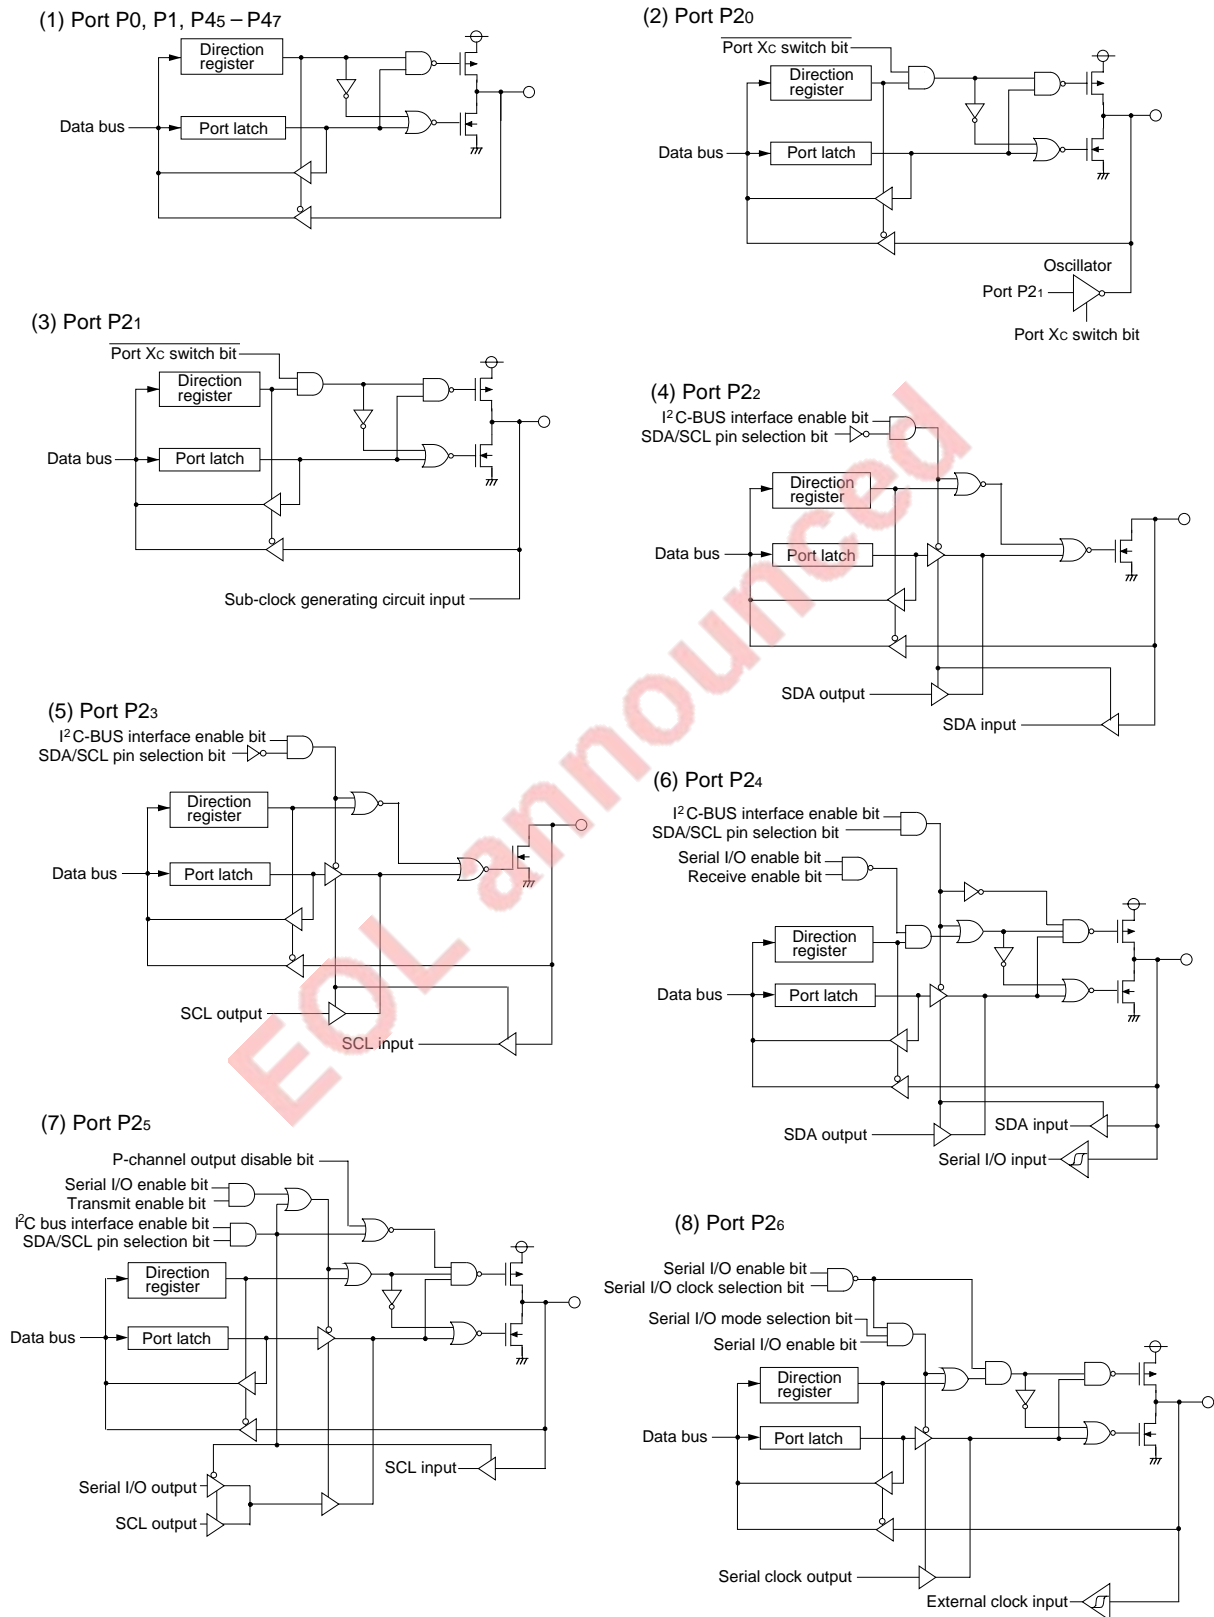 (1) Port P0, P1, P45 – P47
Direction
register
Data bus
Port latch
(2) Port P20
Port XC switch bit
Direction
register
Data bus
Port latch
Oscillator
Port P21
Port XC switch bit
(3) Port P21
Port XC switch bit
Direction
register
Data bus
Port latch
Sub-clock generating circuit input
(4) Port P22
I2C-BUS interface enable bit
SDA/SCL pin selection bit
Direction
register
Data bus
Port latch
SDA output
SDA input
(5) Port P23
I2C-BUS interface enable bit
SDA/SCL pin selection bit
Direction
register
Data bus
Port latch
SCL output
SCL input
(6) Port P24
I2C-BUS interface enable bit
SDA/SCL pin selection bit
Serial I/O enable bit
Receive enable bit
Direction
register
Data bus
Port latch
SDA input
SDA output
Serial I/O input
(7) Port P25
P-channel output disable bit
Serial I/O enable bit
Transmit enable bit
I2C bus interface enable bit
SDA/SCL pin selection bit
Direction
register
Data bus
Port latch
SCL input
Serial I/O output
SCL output
(8) Port P26
Serial I/O enable bit
Serial I/O clock selection bit
Serial I/O mode selection bit
Serial I/O enable bit
Direction
register
Data bus
Port latch
Serial clock output
External clock input
EOL announced